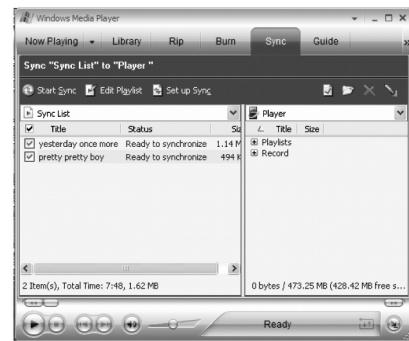 Windows Media Player
Now Playing Library Rip Burn Sync Guide »
Sync "Sync List" to "Player "
Start Sync Edit Playlist Set up Sync
Sync List Player
Title Status Siz Title Size
yesterday once more Ready to synchronize 1.14 M Playlists
pretty pretty boy Ready to synchronize 494 K Record
2 Item(s), Total Time: 7:48, 1.62 MB 0 bytes / 473.25 MB (428.42 MB free s...
Ready